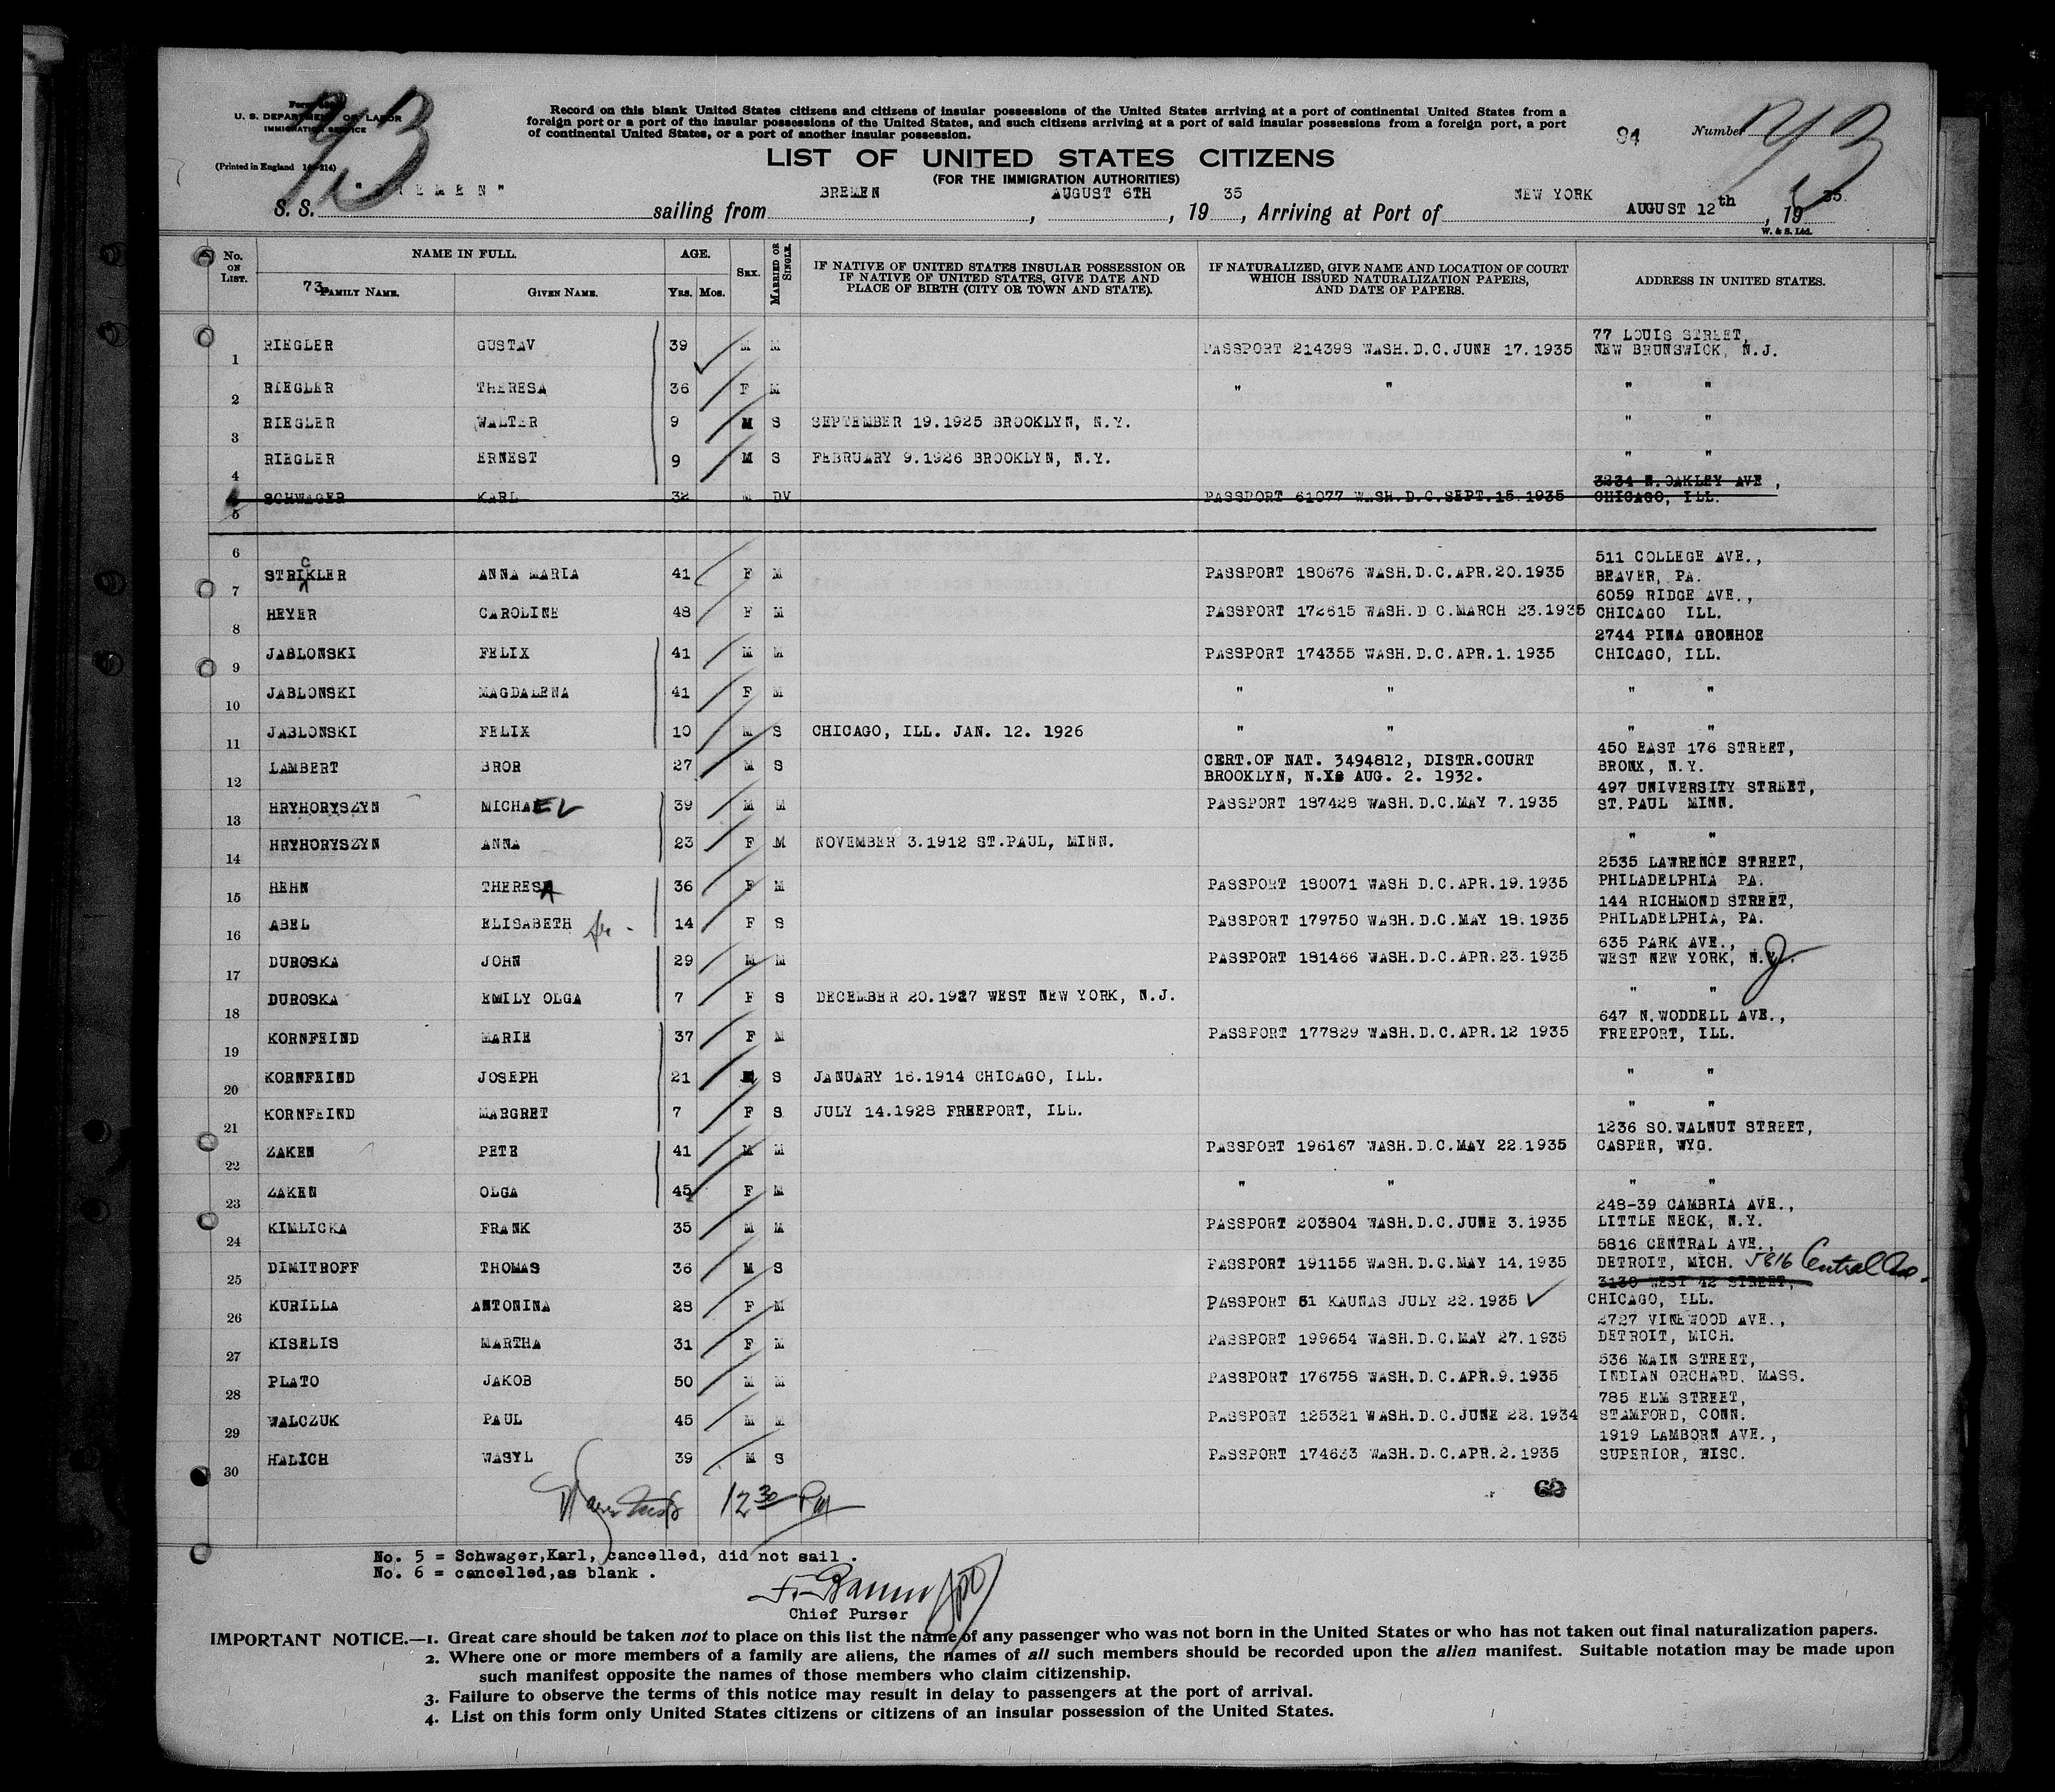 Form
U. S. DEPARTMENT OF LABOR
IMMIGRATION SERVICE
(Printed in England
Record on this blank United States citizens and citizens of insular possessions of the United States arriving at a port of continental United States from a
foreign port or a port of the insular possessions of the United States, and such citizens arriving at a port of said insular possessions from a foreign port, a port
of continental United States, or a port of another insular possession.
94 Number
LIST OF UNITED STATES CITIZENS
(FOR THE IMMIGRATION AUTHORITIES)
S. S. "BREMEN" sailing from BREMEN, AUGUST 6TH, 1935, Arriving at Port of NEW YORK AUGUST 12th, 1935.
W. & S. Ltd.
No. ON LIST. NAME IN FULL. AGE. SEX. MARRIED OR SINGLE. IF NATIVE OF UNITED STATES INSULAR POSSESSION OR IF NATIVE OF UNITED STATES, GIVE DATE AND PLACE OF BIRTH (CITY OR TOWN AND STATE). IF NATURALIZED, GIVE NAME AND LOCATION OF COURT WHICH ISSUED NATURALIZATION PAPERS, AND DATE OF PAPERS. ADDRESS IN UNITED STATES.
73 FAMILY NAME. GIVEN NAME. YRS. MOS.
1 RIEGLER GUSTAV 39 M M PASSPORT 214398 WASH.D.C.JUNE 17.1935 77 LOUIS STREET, NEW BRUNSWICK, N.J.
2 RIEGLER THERESA 36 F M " " " "
3 RIEGLER WALTER 9 M S SEPTEMBER 19.1925 BROOKLYN, N.Y. " "
4 RIEGLER ERNEST 9 M S FEBRUARY 9.1926 BROOKLYN, N.Y. " "
5 SCHWAGER KARL 32 M DV PASSPORT 61077 WASH.D.C.SEPT.15.1935 3234 N.OAKLEY AVE, CHICAGO, ILL.
6
7 STRICKLER ANNA MARIA 41 F M PASSPORT 180676 WASH.D.C.APR.20.1935 511 COLLEGE AVE., BEAVER, PA.
8 HEYER CAROLINE 48 F M PASSPORT 172615 WASH.D C.MARCH 23.1935 6059 RIDGE AVE., CHICAGO ILL.
9 JABLONSKI FELIX 41 M M PASSPORT 174355 WASH.D.C.APR.1.1935 2744 PINA GRONHOE CHICAGO, ILL.
10 JABLONSKI MAGDALENA 41 F M " " " "
11 JABLONSKI FELIX 10 M S CHICAGO, ILL. JAN. 12. 1926 " " " "
12 LAMBERT BROR 27 M S CERT.OF NAT. 3494812, DISTR.COURT BROOKLYN, N.Y. AUG. 2. 1932. 450 EAST 176 STREET, BRONX, N.Y.
13 HRYHORYSZYN MICHAEL 39 M M PASSPORT 187428 WASH.D.C.MAY 7.1935 497 UNIVERSITY STREET, ST.PAUL MINN.
14 HRYHORYSZYN ANNA 23 F M NOVEMBER 3.1912 ST.PAUL, MINN. " "
15 HEHN THERESA 36 F M PASSPORT 180071 WASH D.C.APR.19.1935 2535 LAWRENCE STREET, PHILADELPHIA PA.
16 ABEL ELISABETH 14 F S PASSPORT 179750 WASH.D.C.MAY 18.1935 144 RICHMOND STREET, PHILADELPHIA, PA.
17 DUROSKA JOHN 29 M M PASSPORT 181466 WASH.D.C.APR.23.1935 635 PARK AVE., WEST NEW YORK, N.J.
18 DUROSKA EMILY OLGA 7 F S DECEMBER 20.1927 WEST NEW YORK, N.J. " "
19 KORNFEIND MARIE 37 F M PASSPORT 177829 WASH.D.C.APR.12 1935 647 N.WODDELL AVE., FREEPORT, ILL.
20 KORNFEIND JOSEPH 21 M S JANUARY 16.1914 CHICAGO, ILL. " "
21 KORNFEIND MARGRET 7 F S JULY 14.1928 FREEPORT, ILL. " "
22 ZAKEN PETE 41 M M PASSPORT 196167 WASH.D.C.MAY 22.1935 1236 SO.WALNUT STREET, CASPER, WYG.
23 ZAKEN OLGA 45 F M " " " "
24 KIMLICKA FRANK 35 M M PASSPORT 203804 WASH.D.C.JUNE 3.1935 248-39 CAMBRIA AVE., LITTLE NECK, N.Y.
25 DIMITROFF THOMAS 36 M S PASSPORT 191155 WASH.D.C.MAY 14.1935 5816 CENTRAL AVE., DETROIT, MICH. 5816 Central Ave.
26 KURILLA ANTONINA 28 F M PASSPORT 51 KAUNAS JULY 22.1935 3130 WEST 42 STREET, CHICAGO, ILL.
27 KISELIS MARTHA 31 F M PASSPORT 199654 WASH.D.C.MAY 27.1935 2727 VINEWOOD AVE., DETROIT, MICH.
28 PLATO JAKOB 50 M M PASSPORT 176758 WASH.D.C.APR.9.1935 536 MAIN STREET, INDIAN ORCHARD, MASS.
29 WALCZUK PAUL 45 M M PASSPORT 125321 WASH.D.C.JUNE 22.1934 785 ELM STREET, STAMFORD, CONN.
30 HALICH WASYL 39 M S PASSPORT 174633 WASH.D.C.APR.2.1935 1919 LAMBORN AVE., SUPERIOR, WISC.
12 30 PM
No. 5 = Schwager,Karl, cancelled, did not sail .
No. 6 = cancelled,as blank .
Chief Purser
IMPORTANT NOTICE.—1. Great care should be taken not to place on this list the name of any passenger who was not born in the United States or who has not taken out final naturalization papers.
2. Where one or more members of a family are aliens, the names of all such members should be recorded upon the alien manifest. Suitable notation may be made upon
such manifest opposite the names of those members who claim citizenship.
3. Failure to observe the terms of this notice may result in delay to passengers at the port of arrival.
4. List on this form only United States citizens or citizens of an insular possession of the United States.